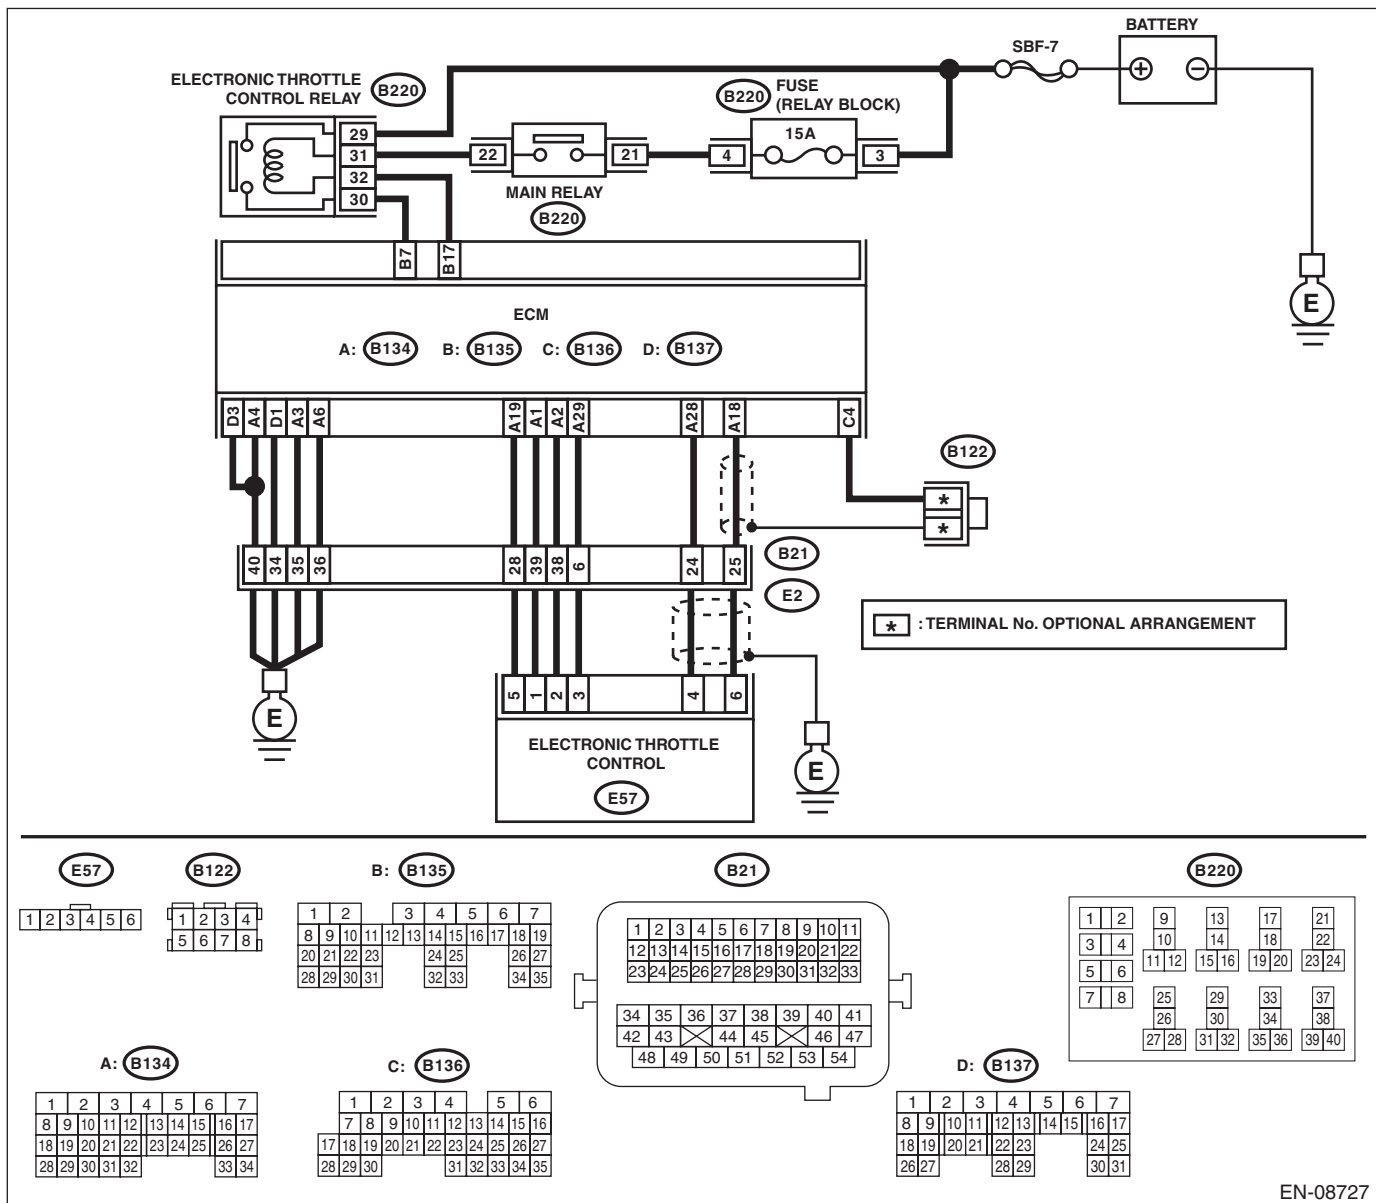 BATTERY
SBF-7
ELECTRONIC THROTTLE
CONTROL RELAY
B220
B220
FUSE
(RELAY BLOCK)
15A
29
31
32
30
22
21
4
3
MAIN RELAY
B220
B7
B17
E
ECM
A: B134 B: B135 C: B136 D: B137
D3 A4 D1 A3 A6 A19 A1 A2 A29 A28 A18 C4
B122
*
*
40 34 35 36 28 39 38 6 24 25
B21
E2
* : TERMINAL No. OPTIONAL ARRANGEMENT
5 1 2 3 4 6
E
ELECTRONIC THROTTLE
CONTROL
E57
E
E57
1 2 3 4 5 6
B122
1 2 3 4
5 6 7 8
B: B135
1 2 3 4 5 6 7
8 9 10 11 12 13 14 15 16 17 18 19
20 21 22 23 24 25 26 27
28 29 30 31 32 33 34 35
B21
1 2 3 4 5 6 7 8 9 10 11
12 13 14 15 16 17 18 19 20 21 22
23 24 25 26 27 28 29 30 31 32 33
34 35 36 37 38 39 40 41
42 43 44 45 46 47
48 49 50 51 52 53 54
B220
1 2 9 13 17 21
3 4 10 14 18 22
5 6 11 12 15 16 19 20 23 24
7 8 25 29 33 37
26 30 34 38
27 28 31 32 35 36 39 40
A: B134
1 2 3 4 5 6 7
8 9 10 11 12 13 14 15 16 17
18 19 20 21 22 23 24 25 26 27
28 29 30 31 32 33 34
C: B136
1 2 3 4 5 6
7 8 9 10 11 12 13 14 15 16
17 18 19 20 21 22 23 24 25 26 27
28 29 30 31 32 33 34 35
D: B137
1 2 3 4 5 6 7
8 9 10 11 12 13 14 15 16 17
18 19 20 21 22 23 24 25
26 27 28 29 30 31
EN-08727